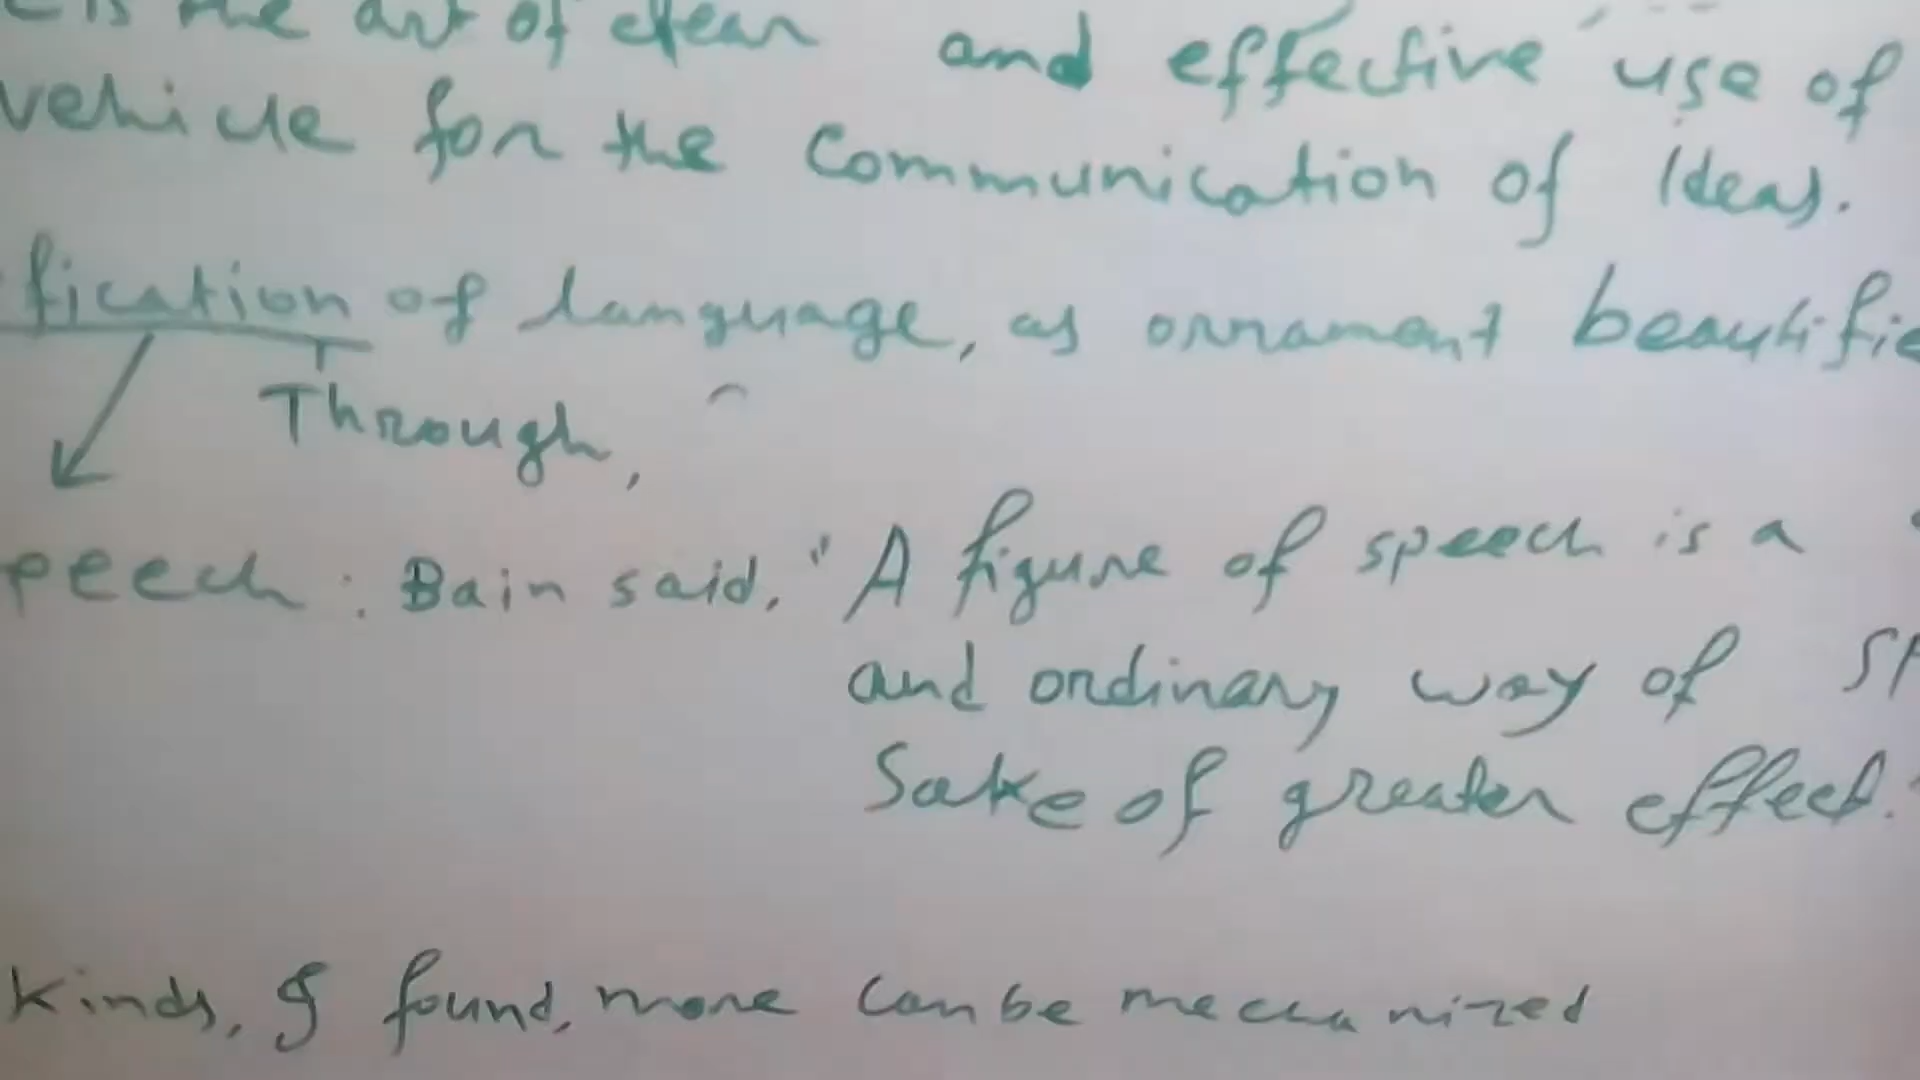 is the art of clear and effective use of
vehicle for the Communication of Ideas.
fication of language, as ornament beautifie
Through,
peech : Bain said, "A figure of speech is a
and ordinary way of sp
Sake of greater effect.
Kinds, I found, more can be mechanized